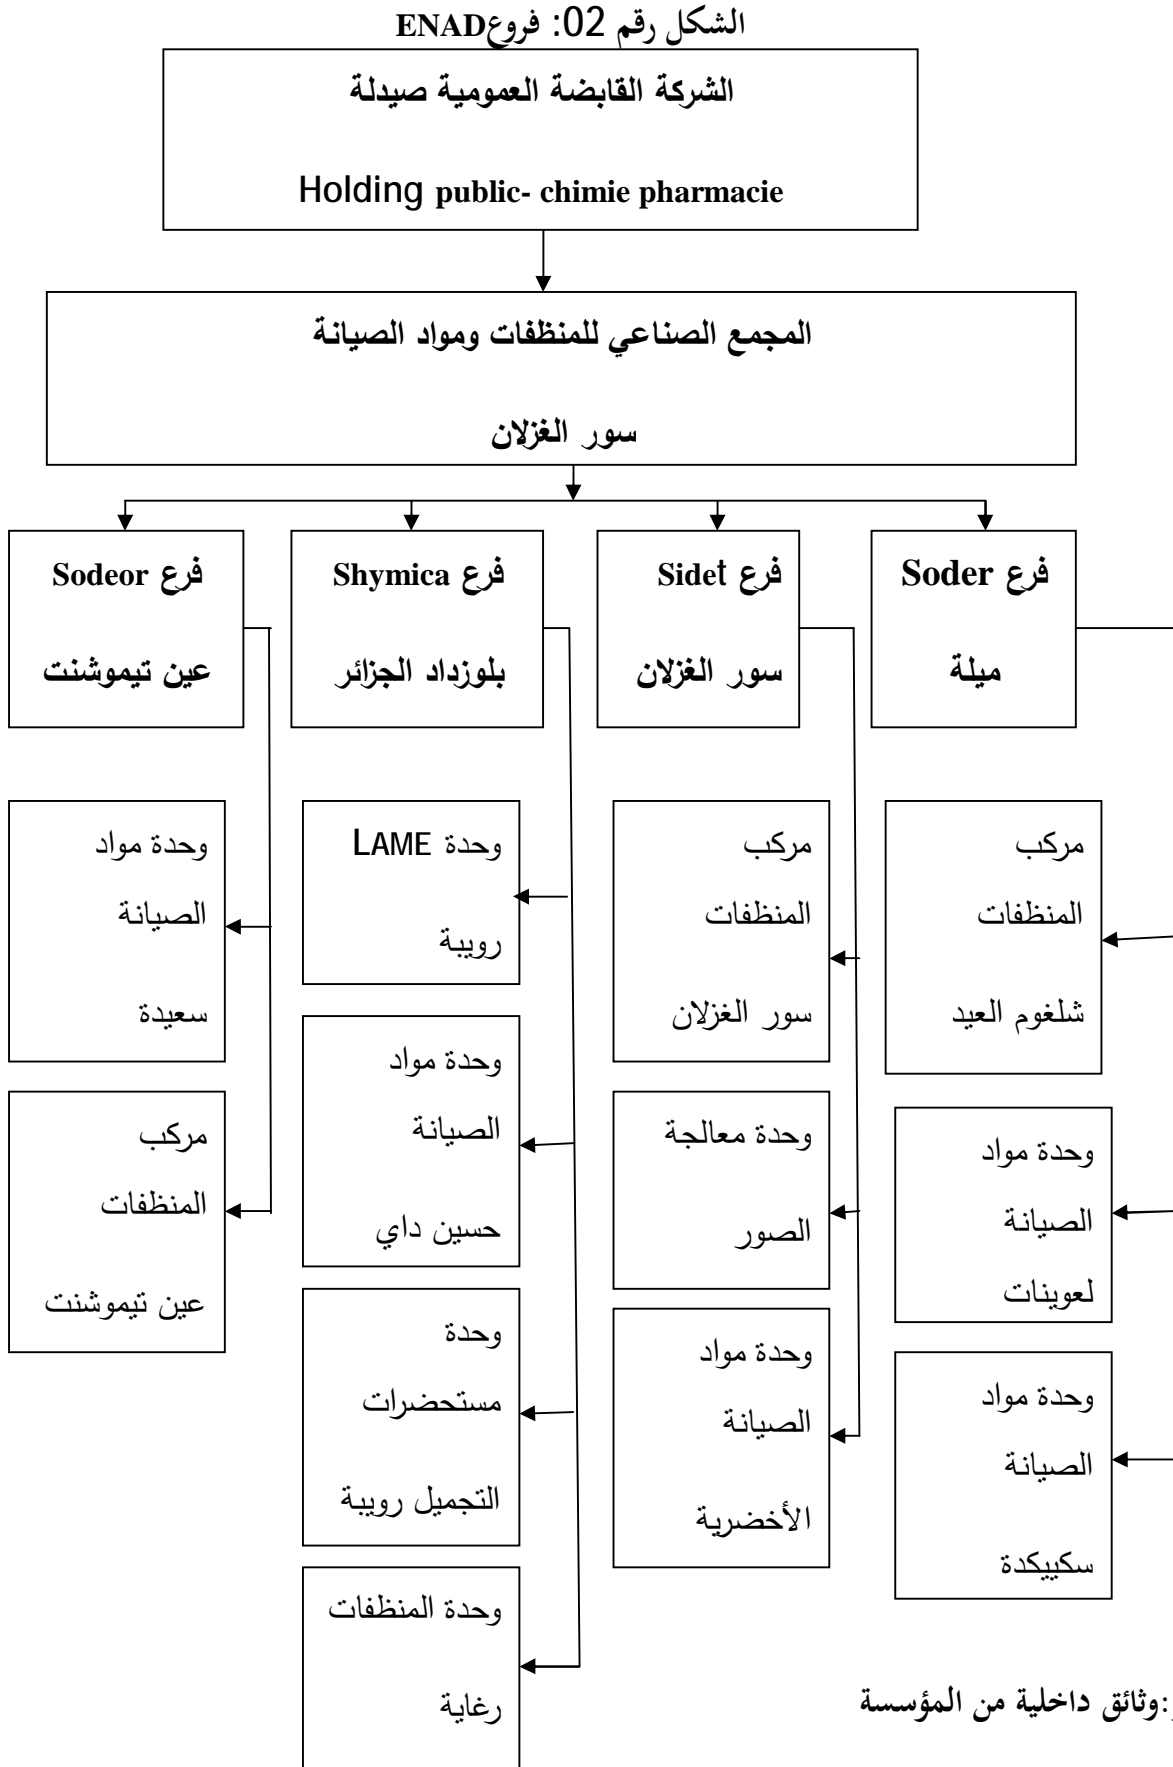 الشكل رقم 02: فروعENAD
الشركة القابضة العمومية صيدلة
Holding public- chimie pharmacie
المجمع الصناعي للمنظفات ومواد الصيانة
سور الغزلان
فرع Soder
ميلة
فرع Sidet
سور الغزلان
فرع Shymica
بلوزداد الجزائر
فرع Sodeor
عين تيموشنت
مركب
المنظفات
شلغوم العيد
وحدة مواد
الصيانة
لعوينات
وحدة مواد
الصيانة
سكييكدة
مركب
المنظفات
سور الغزلان
وحدة معالجة
الصور
وحدة مواد
الصيانة
الأخضرية
وحدة LAME
رويبة
وحدة مواد
الصيانة
حسين داي
وحدة
مستحضرات
التجميل رويبة
وحدة المنظفات
رغاية
وحدة مواد
الصيانة
سعيدة
مركب
المنظفات
عين تيموشنت
:وثائق داخلية من المؤسسة